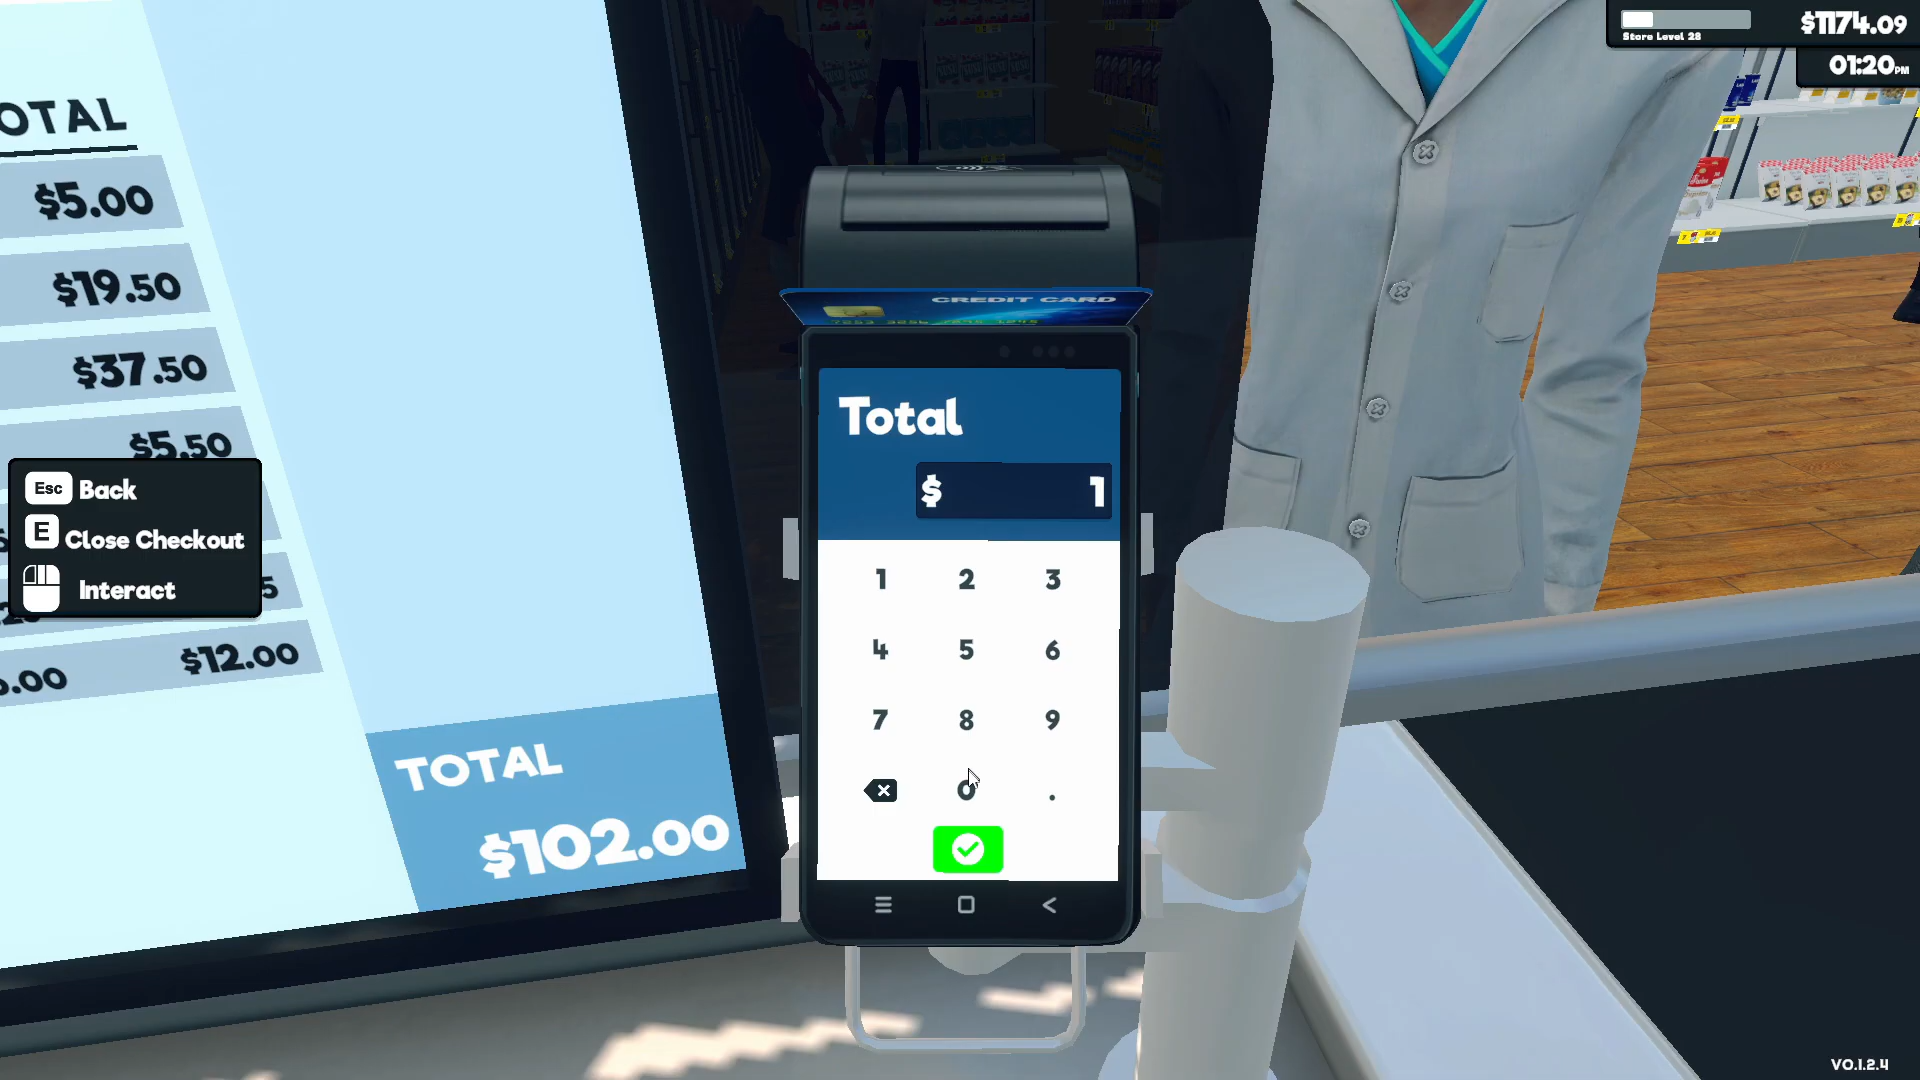 $1174.09
Store Level 28
01:20PM
OTAL
$5.00
$19.50
$37.50
$5.50
5
$12.00
.00
TOTAL
$102.00
Esc Back
E Close Checkout
Interact
CREDIT CARD
Total
$ 1
1 2 3
4 5 6
7 8 9
0 .
V0.1.2.4